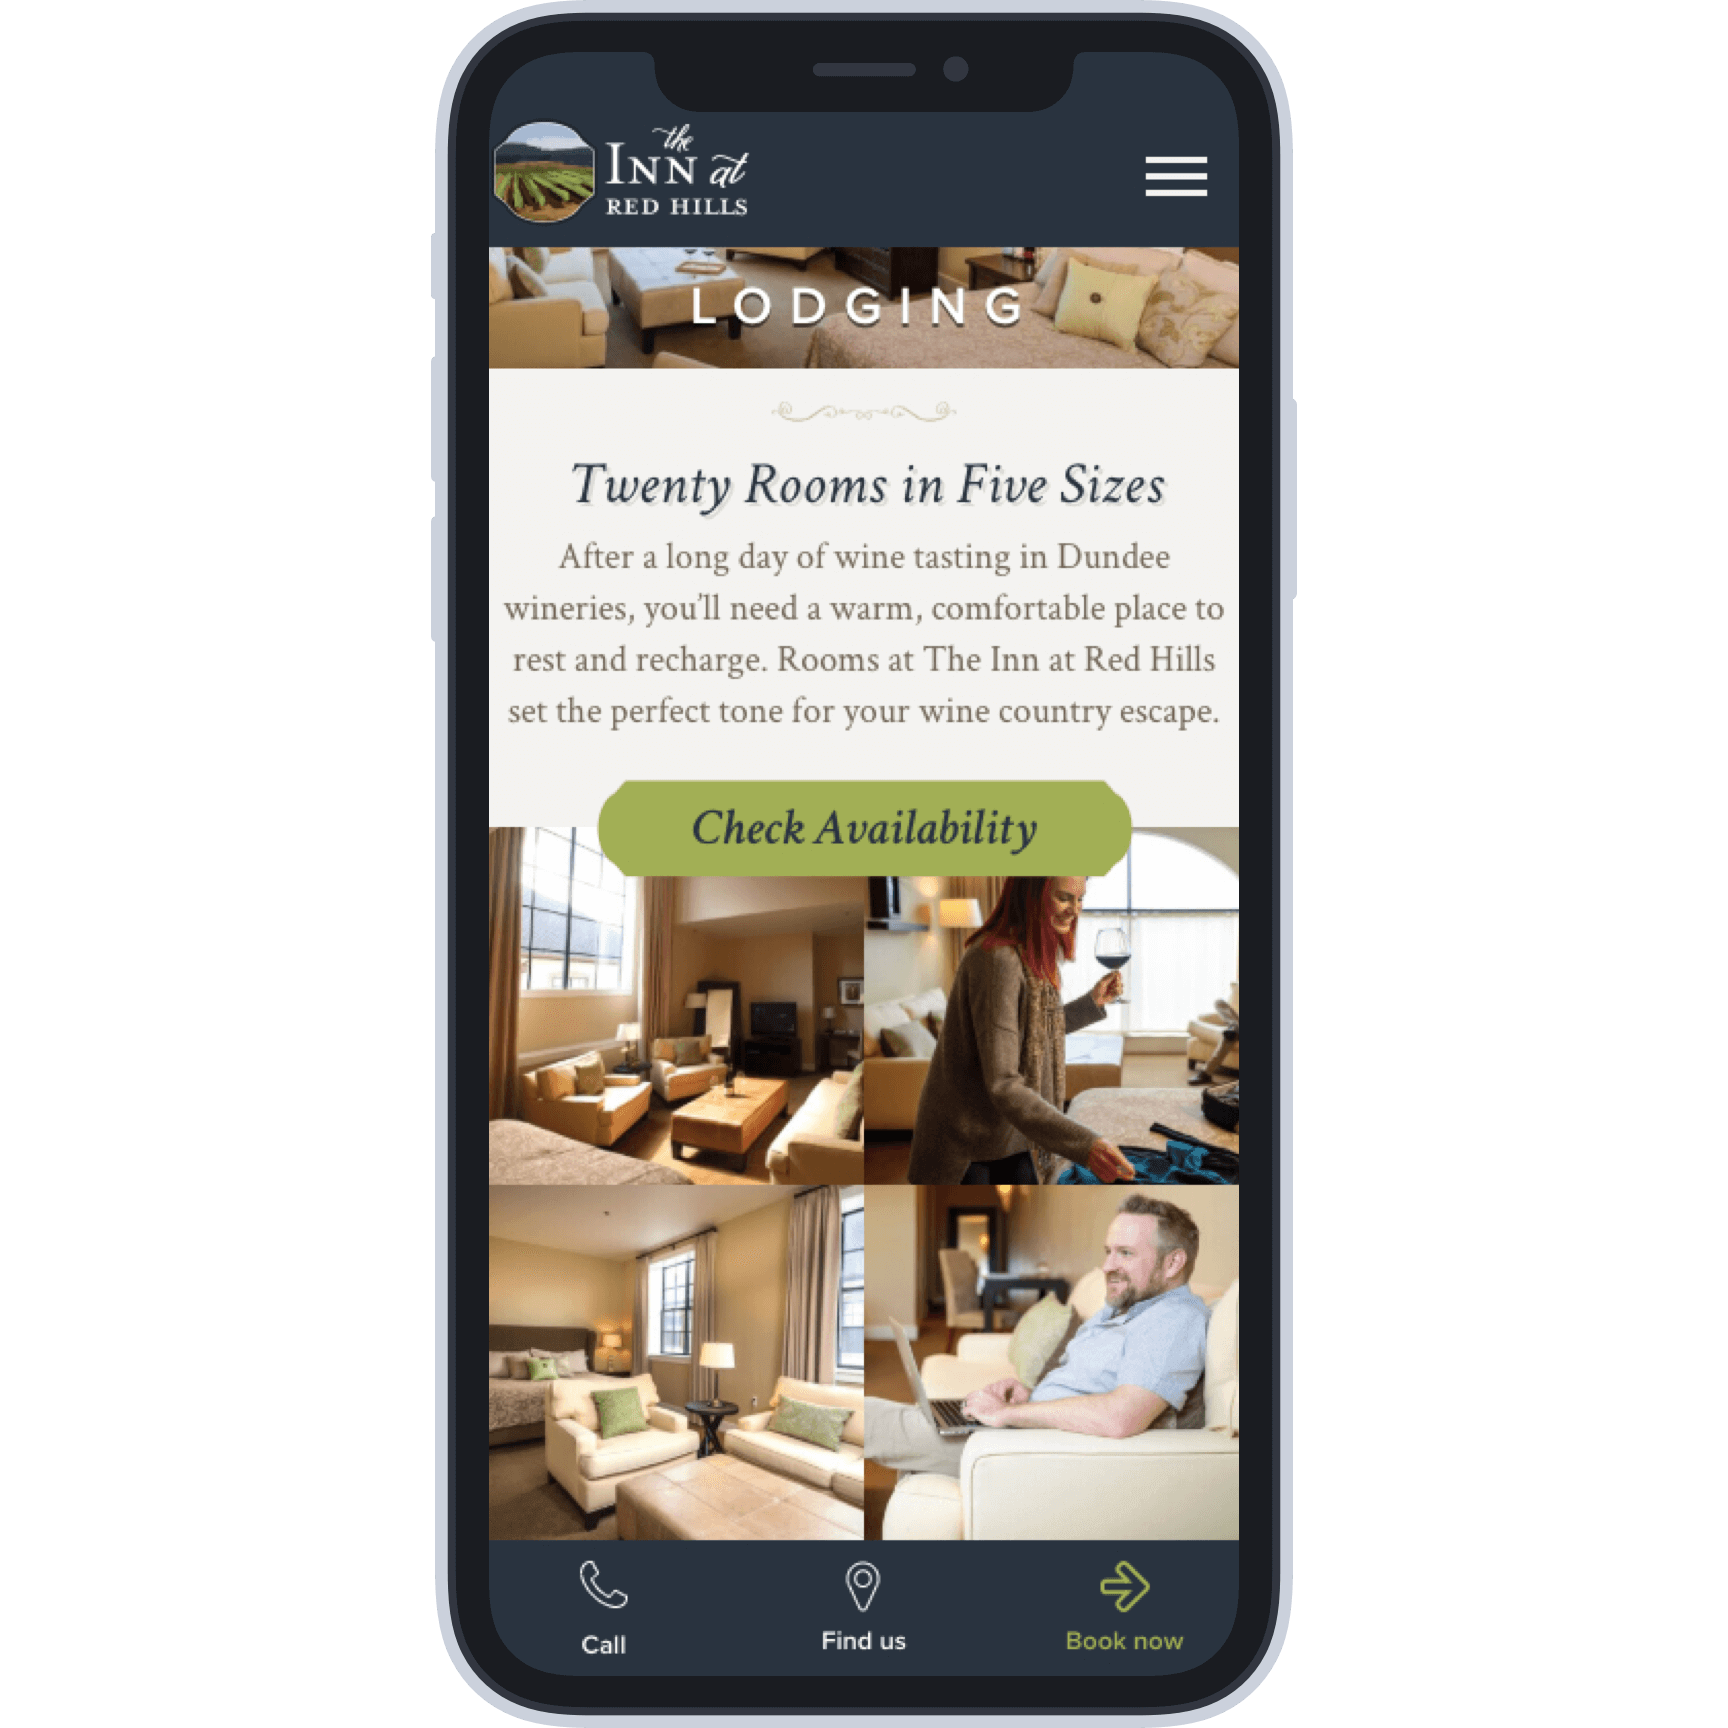 the
INN at
RED HILLS
LODGING
Twenty Rooms in Five Sizes
After a long day of wine tasting in Dundee
wineries, you’ll need a warm, comfortable place to
rest and recharge. Rooms at The Inn at Red Hills
set the perfect tone for your wine country escape.
Check Availability
Call
Find us
Book now